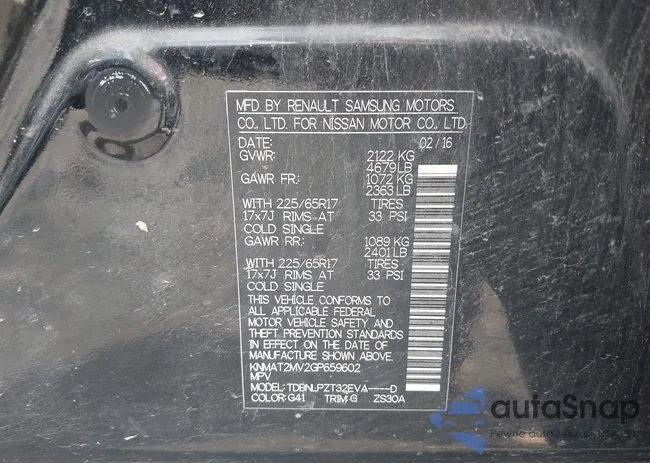 MFD BY RENAULT SAMSUNG MOTORS
CO., LTD. FOR NISSAN MOTOR CO., LTD.
DATE: 02 / 16
GVWR: 2122 KG
4679 LB
GAWR FR: 1072 KG
2363 LB
WITH 225/65R17 TIRES
17x7J RIMS AT 33 PSI
COLD SINGLE
GAWR RR: 1089 KG
2401 LB
WITH 225/65R17 TIRES
17x7J RIMS AT 33 PSI
COLD SINGLE
THIS VEHICLE CONFORMS TO
ALL APPLICABLE FEDERAL
MOTOR VEHICLE SAFETY AND
THEFT PREVENTION STANDARDS
IN EFFECT ON THE DATE OF
MANUFACTURE SHOWN ABOVE.
KNMAT2MV2GP659602
MPV
MODEL: TDBNLPZT32EVA----D
COLOR: G41 TRIM: G ZS30A
autoSnap